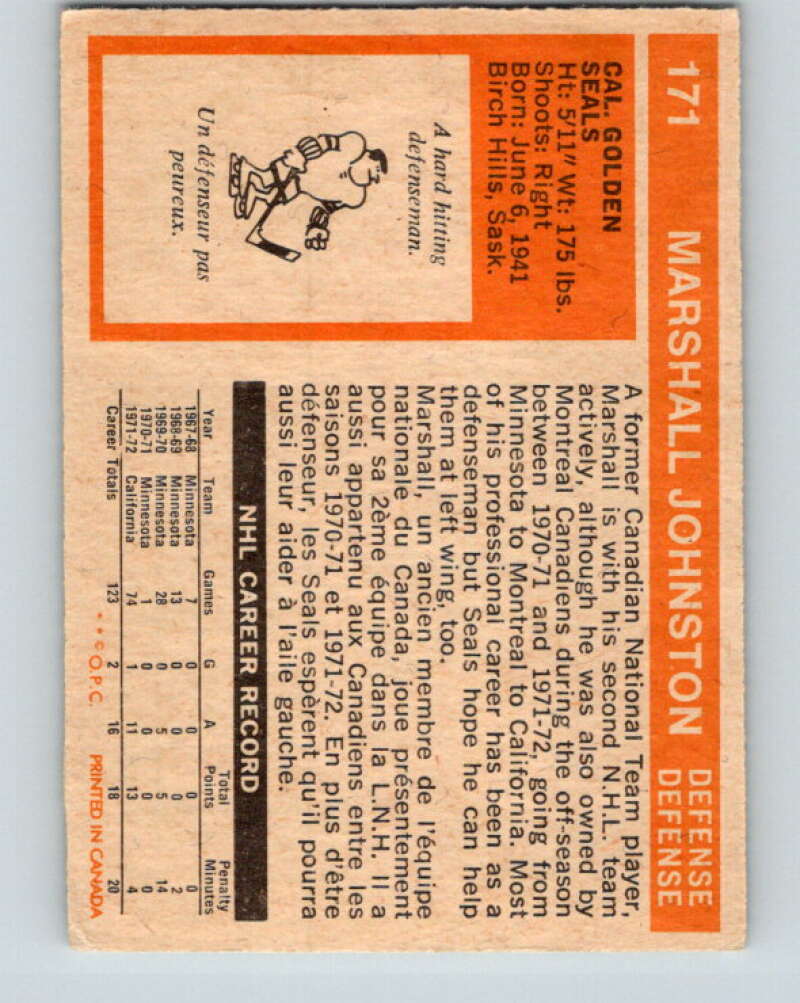 171 MARSHALL JOHNSTON DEFENSE
DEFENSE
CAL. GOLDEN
SEALS
Ht: 5'11" Wt: 175 lbs.
Shoots: Right
Born: June 6, 1941
Birch Hills, Sask.
A hard hitting
defenseman.
Un défenseur pas
peureux.
A former Canadian National Team player,
Marshall is with his second N.H.L. team
actively, although he was also owned by
Montreal Canadiens during the off-season
between 1970-71 and 1971-72, going from
Minnesota to Montreal to California. Most
of his professional career has been as a
defenseman but Seals hope he can help
them at left wing, too.
Marshall, un ancien membre de l'équipe
nationale du Canada, joue présentement
pour sa 2ème équipe dans la L.N.H. Il a
aussi appartenu aux Canadiens entre les
saisons 1970-71 et 1971-72. En plus d'être
défenseur, les Seals espèrent qu'il pourra
aussi leur aider à l'aile gauche.
NHL CAREER RECORD
Year Team Games G A Total Points Penalty Minutes
1967-68 Minnesota 7 0 0 0 0
1968-69 Minnesota 13 0 0 0 2
1969-70 Minnesota 28 0 5 5 14
1970-71 Minnesota 1 0 0 0 0
1971-72 California 74 1 11 13 4
Career Totals 123 2 16 18 20
* * © O.P.C. PRINTED IN CANADA